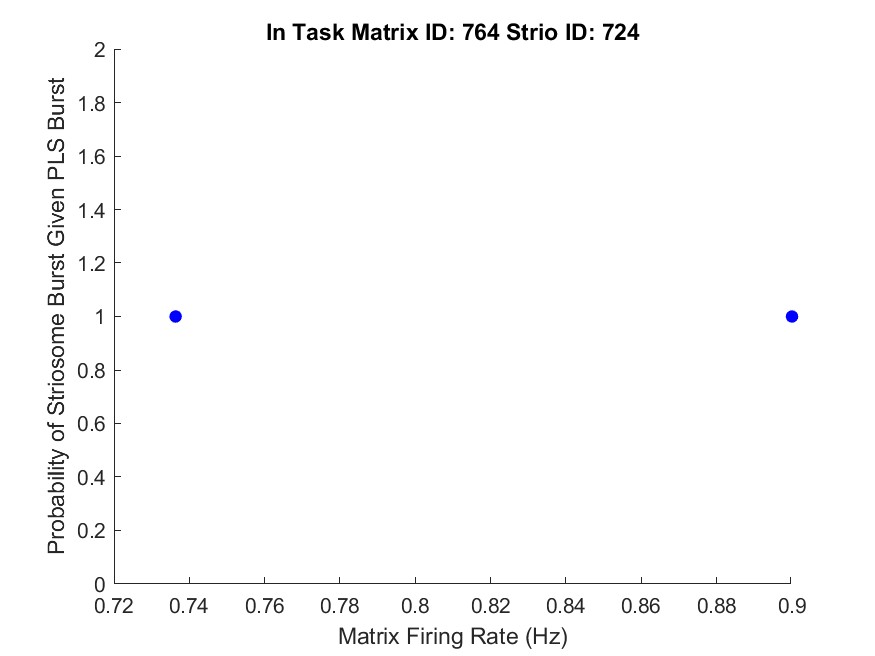 In Task Matrix ID: 764 Strio ID: 724
Probability of Striosome Burst Given PLS Burst
2
1.8
1.6
1.4
1.2
1
0.8
0.6
0.4
0.2
0
0.72 0.74 0.76 0.78 0.8 0.82 0.84 0.86 0.88 0.9
Matrix Firing Rate (Hz)